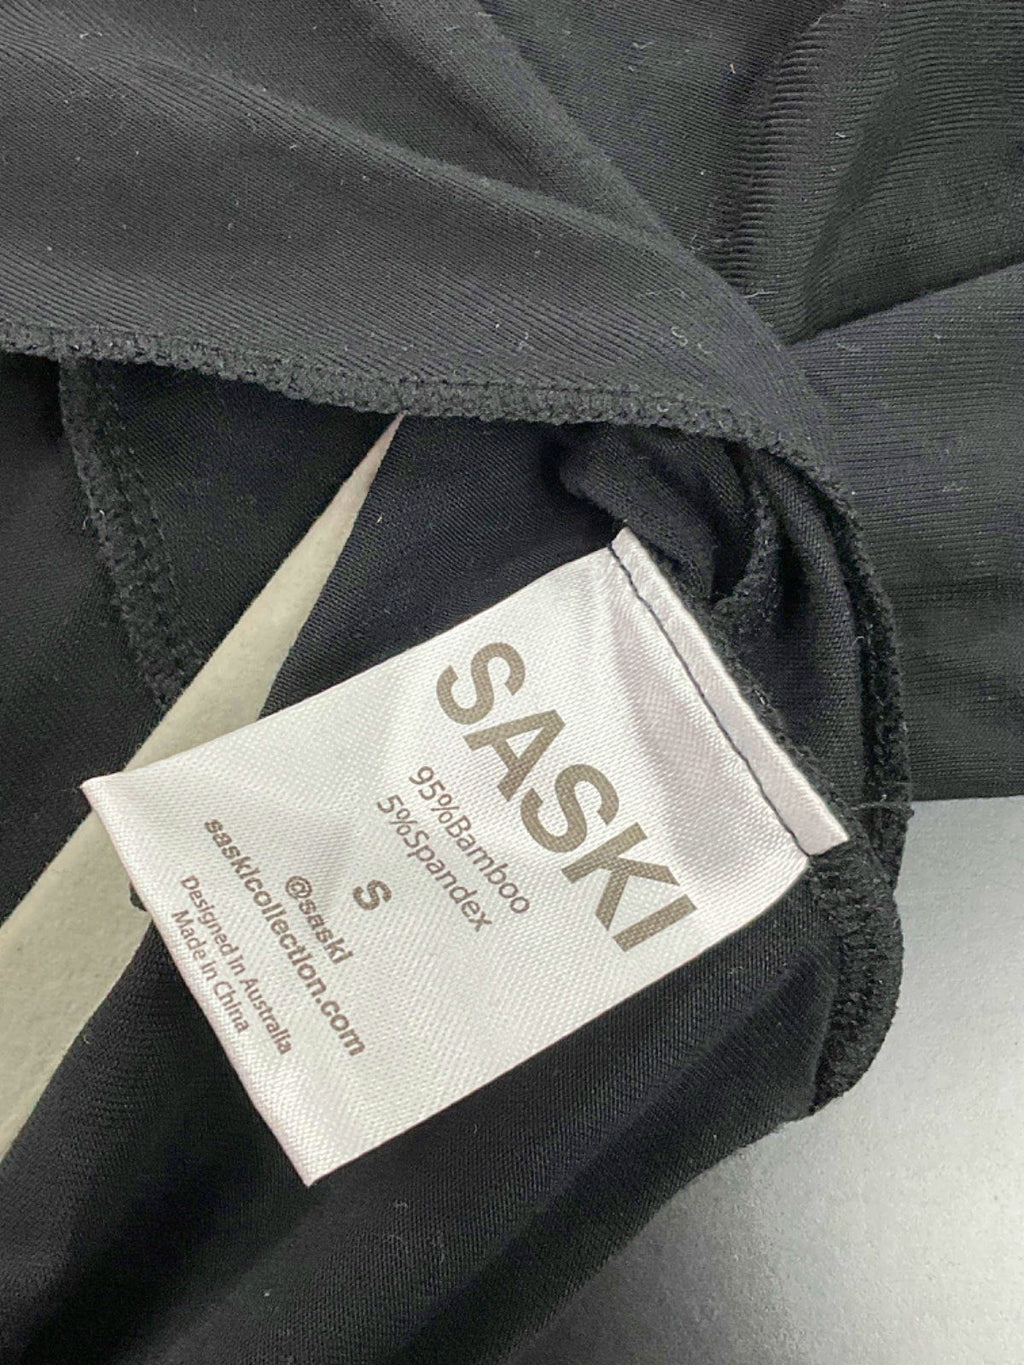 SASKI
95%Bamboo
5%Spandex
S
@saski
saskicollection.com
Designed in Australia
Made in China